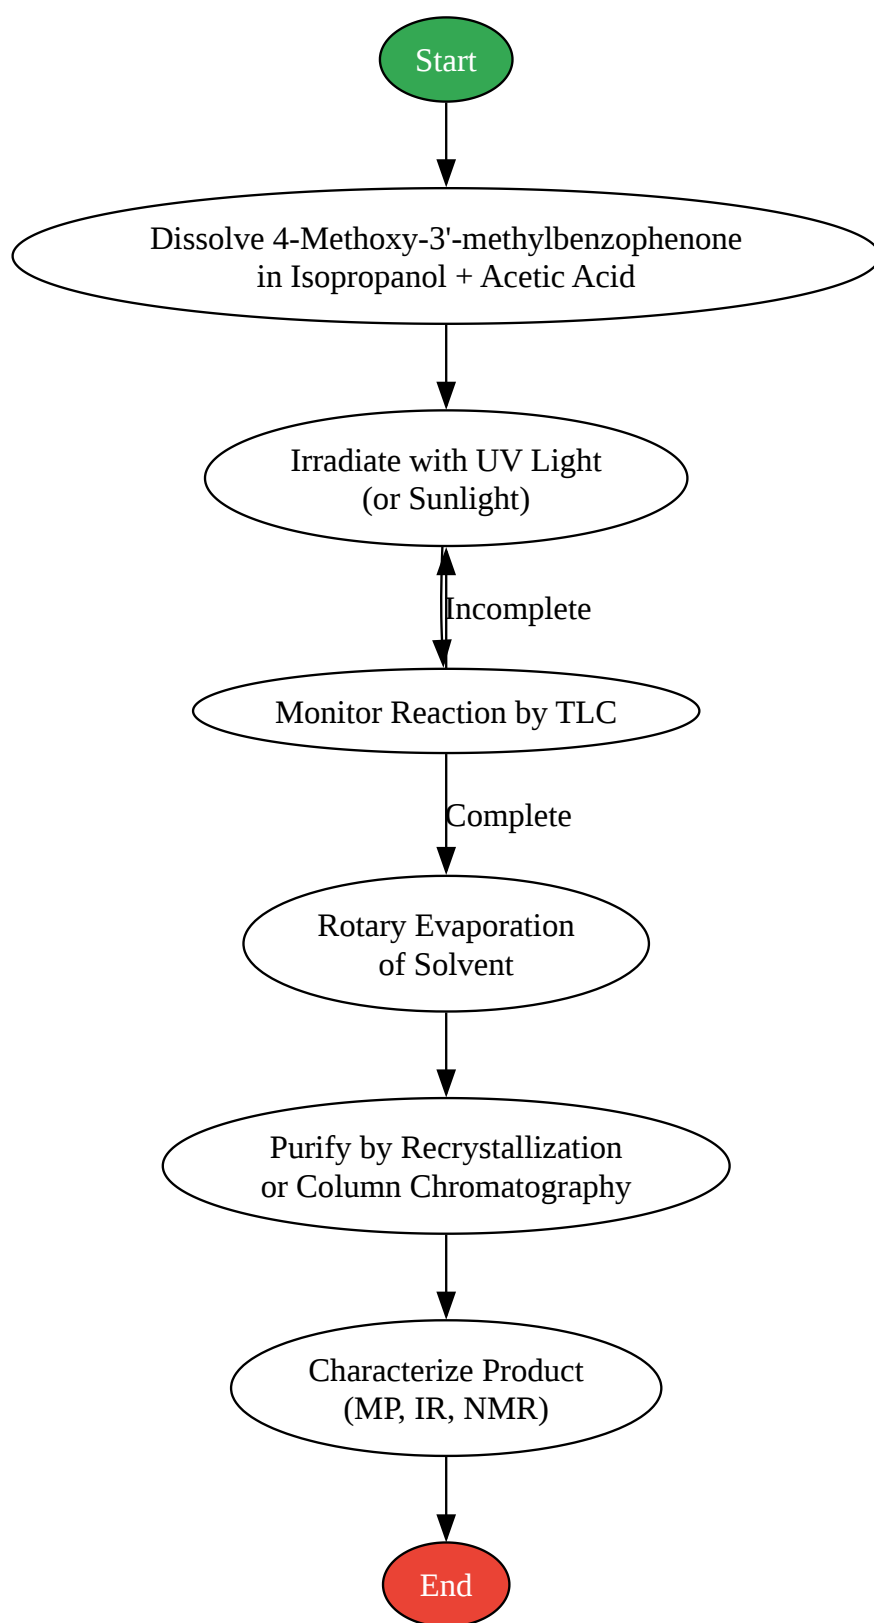 Start
Dissolve 4-Methoxy-3'-methylbenzophenone
in Isopropanol + Acetic Acid
Irradiate with UV Light
(or Sunlight)
Incomplete
Monitor Reaction by TLC
Complete
Rotary Evaporation
of Solvent
Purify by Recrystallization
or Column Chromatography
Characterize Product
(MP, IR, NMR)
End